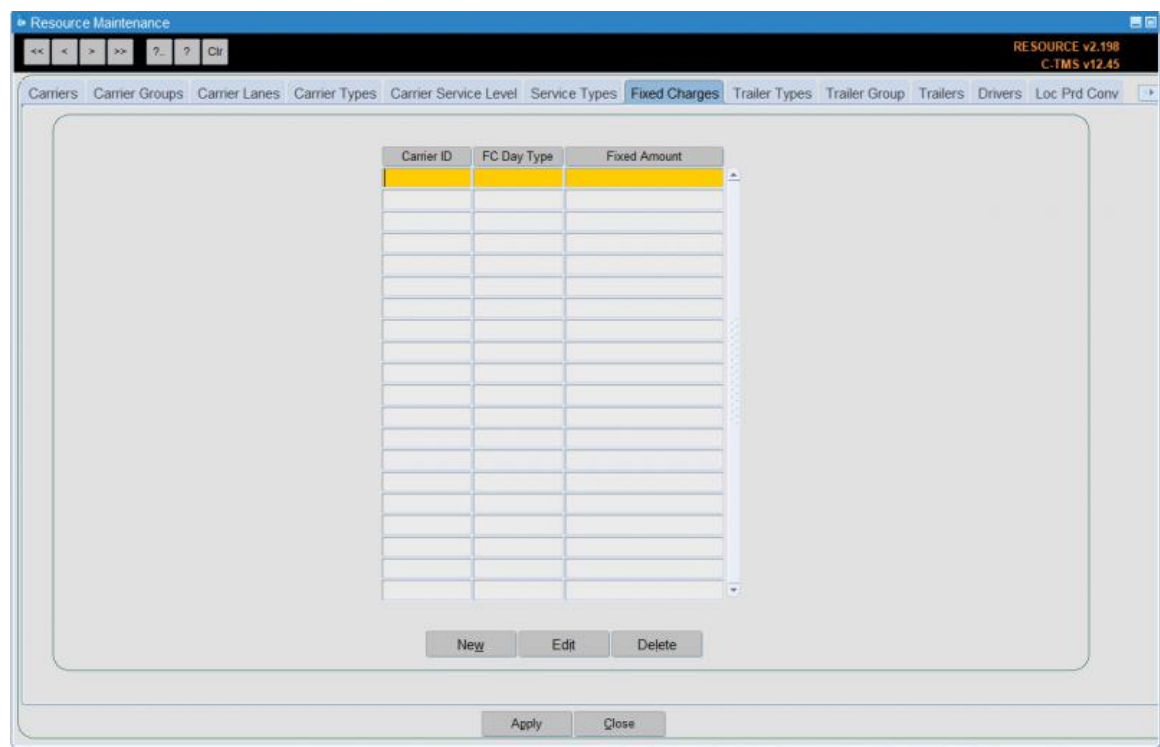 Resource Maintenance
<< < > >> ?.. ? Clr
RESOURCE v2.198
C-TMS v12.45
Carriers Carrier Groups Carrier Lanes Carrier Types Carrier Service Level Service Types Fixed Charges Trailer Types Trailer Group Trailers Drivers Loc Prd Conv
Carrier ID FC Day Type Fixed Amount
New Edit Delete
Apply Close